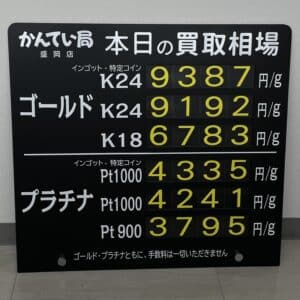 かんてい局 本日の買取相場
盛岡店
インゴット・特定コイン
K24 9387 円/g
ゴールド K24 9192 円/g
K18 6783 円/g
インゴット・特定コイン
Pt1000 4335 円/g
プラチナ Pt1000 4241 円/g
Pt900 3795 円/g
ゴールド・プラチナともに、手数料は一切いただきません